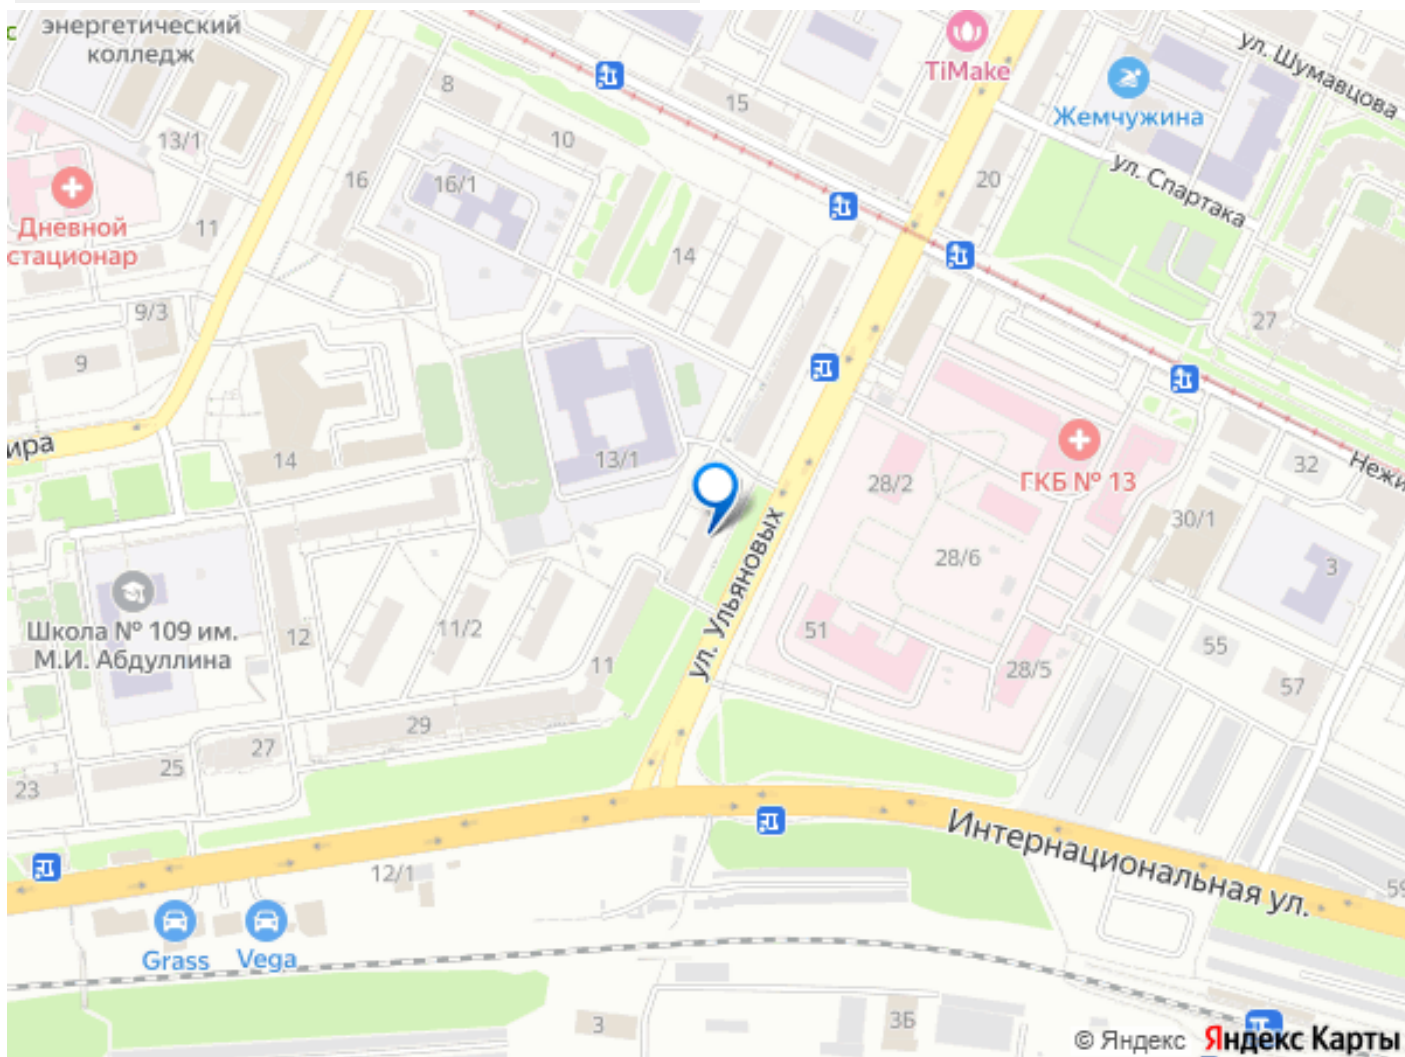 с
энергетический
колледж
8
15
TiMake
ул. Шумавцова
Жемчужина
13/1
10
16
16/1
20
ул. Спартака
Дневной
стационар
11
14
9/3
27
9
ира
14
13/1
28/2
ГКБ № 13
32
Нежи
30/1
28/6
3
Школа № 109 им.
М.И. Абдуллина
12
11/2
11
ул. Ульяновых
51
28/5
55
57
29
27
25
23
Интернациональная ул.
12/1
59
Grass
Vega
3
3Б
© Яндекс Яндекс Карты